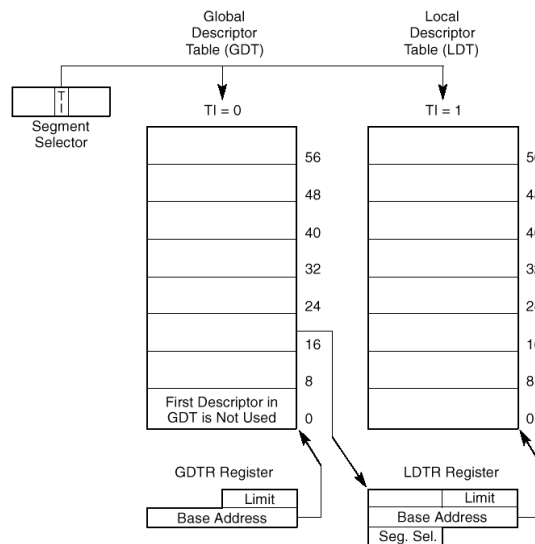 Global
Descriptor
Table (GDT)
Local
Descriptor
Table (LDT)
T
I
Segment
Selector
TI = 0
TI = 1
56
48
40
32
24
16
8
First Descriptor in
GDT is Not Used
0
8
0
GDTR Register
Limit
Base Address
LDTR Register
Limit
Base Address
Seg. Sel.